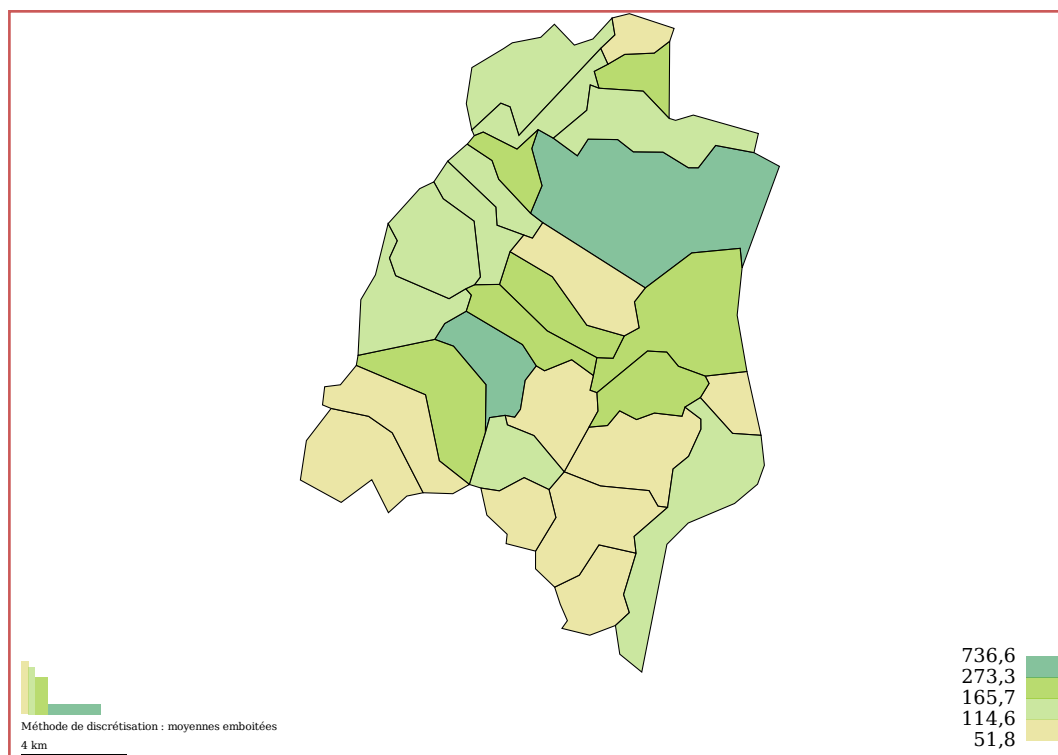 736,6
273,3
165,7
114,6
51,8
Méthode de discrétisation : moyennes emboitées
4 km